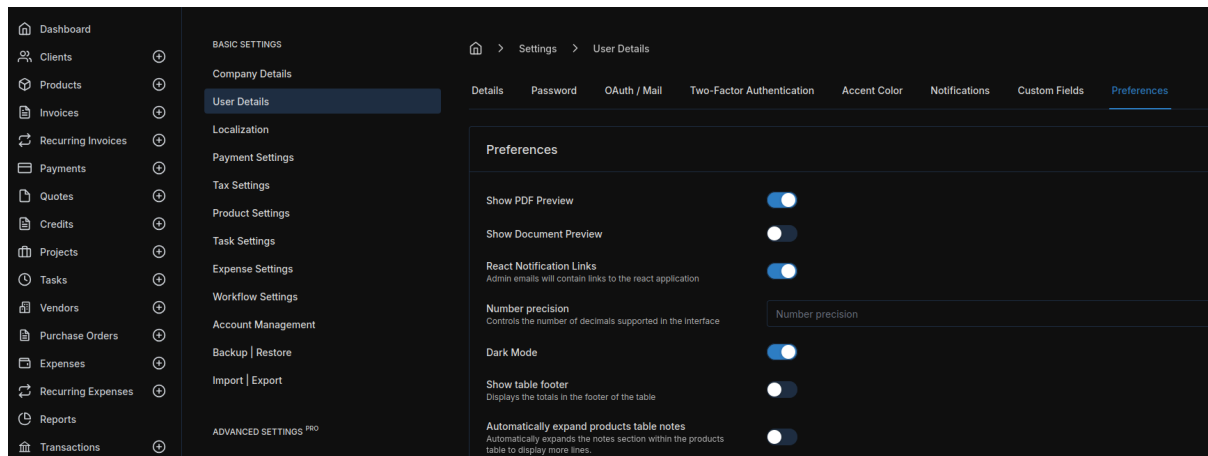 Dashboard
Clients
Products
Invoices
Recurring Invoices
Payments
Quotes
Credits
Projects
Tasks
Vendors
Purchase Orders
Expenses
Recurring Expenses
Reports
Transactions
BASIC SETTINGS
Company Details
User Details
Localization
Payment Settings
Tax Settings
Product Settings
Task Settings
Expense Settings
Workflow Settings
Account Management
Backup | Restore
Import | Export
ADVANCED SETTINGS PRO
Settings > User Details
Details Password OAuth / Mail Two-Factor Authentication Accent Color Notifications Custom Fields Preferences
Preferences
Show PDF Preview
Show Document Preview
React Notification Links
Admin emails will contain links to the react application
Number precision
Controls the number of decimals supported in the interface
Number precision
Dark Mode
Show table footer
Displays the totals in the footer of the table
Automatically expand products table notes
Automatically expands the notes section within the products
table to display more lines.